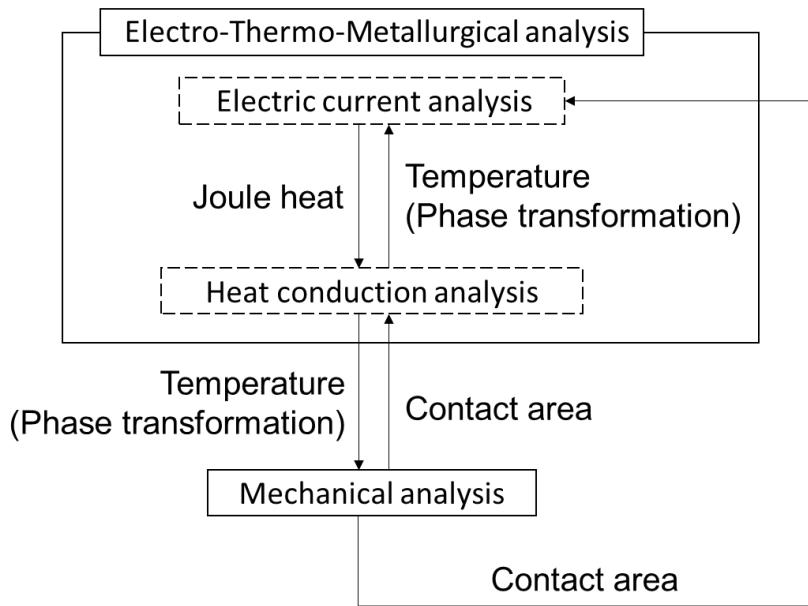 Electro-Thermo-Metallurgical analysis
Electric current analysis
Joule heat
Temperature
(Phase transformation)
Heat conduction analysis
Temperature
(Phase transformation)
Contact area
Mechanical analysis
Contact area